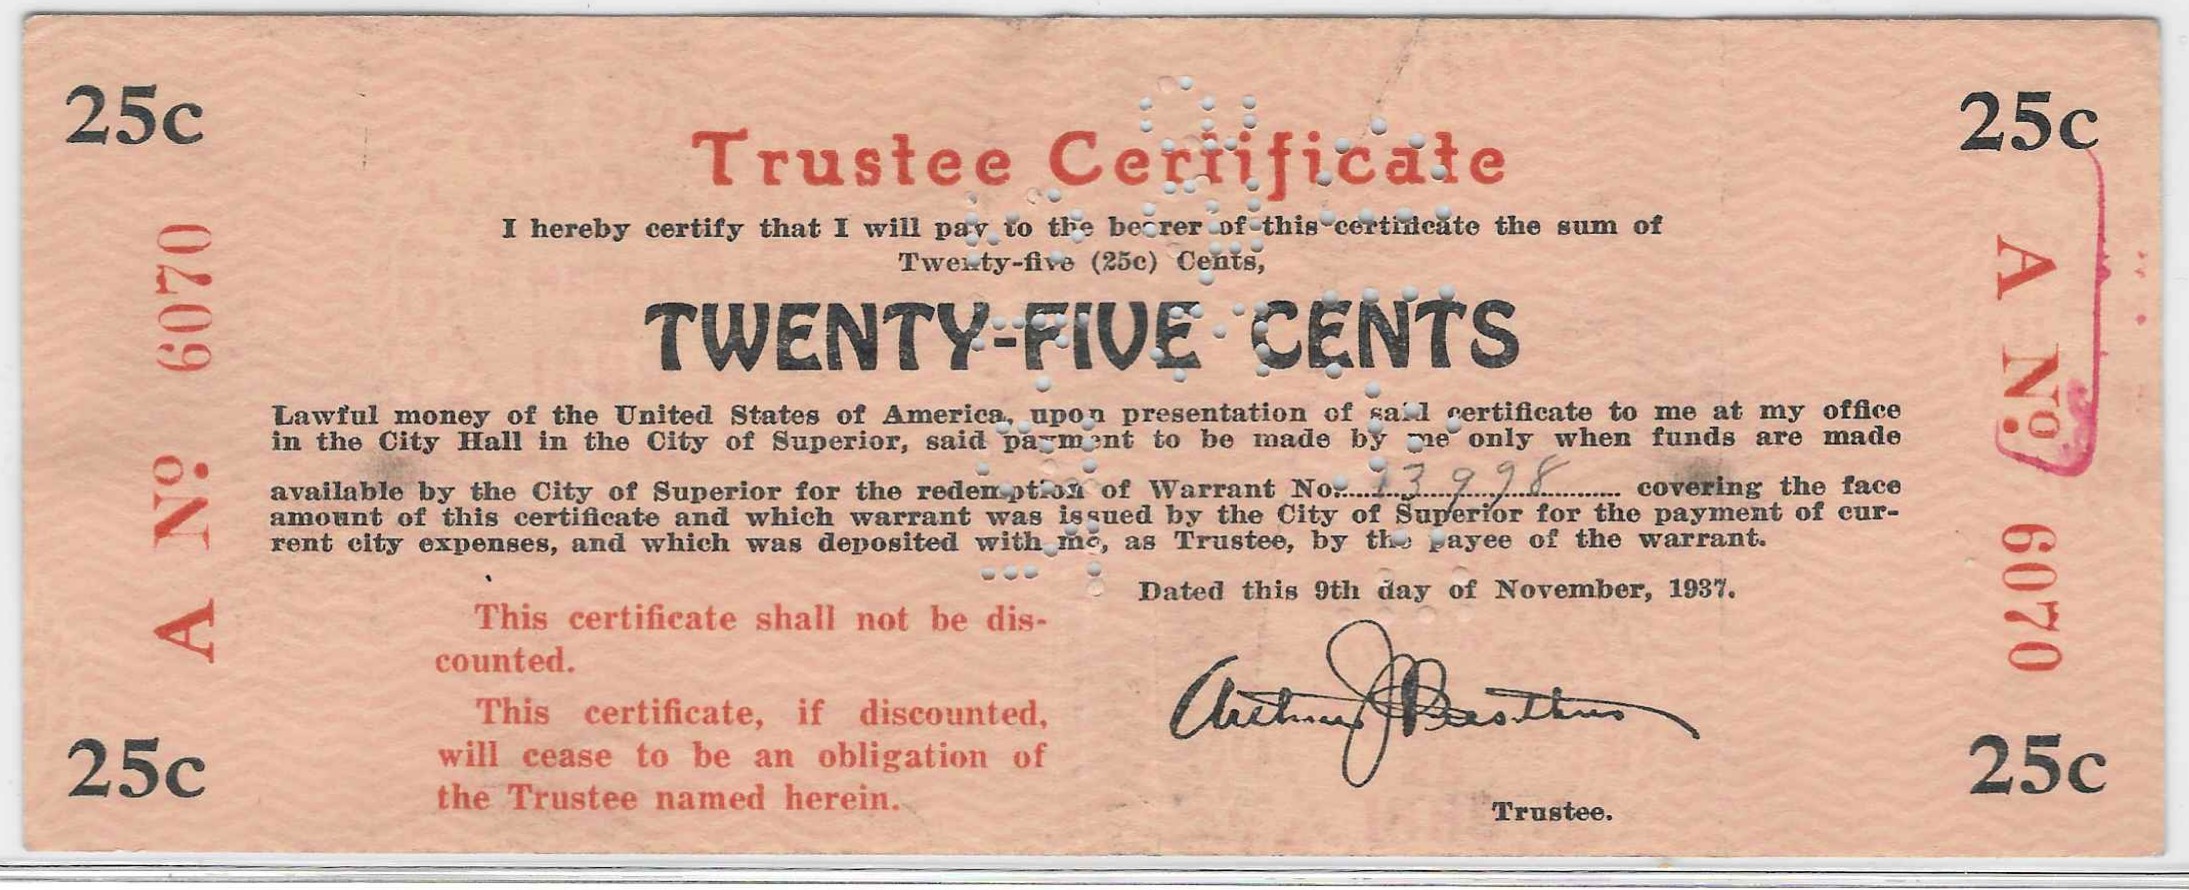 25c
25c
A Nº 6070
A Nº 6070
Trustee Certificate
I hereby certify that I will pay to the bearer of this certificate the sum of
Twenty-five (25c) Cents,
TWENTY-FIVE CENTS
Lawful money of the United States of America, upon presentation of said certificate to me at my office
in the City Hall in the City of Superior, said payment to be made by me only when funds are made
available by the City of Superior for the redemption of Warrant No. 13998 covering the face
amount of this certificate and which warrant was issued by the City of Superior for the payment of cur-
rent city expenses, and which was deposited with me, as Trustee, by the payee of the warrant.
Dated this 9th day of November, 1937.
This certificate shall not be dis-
counted.
This certificate, if discounted,
will cease to be an obligation of
the Trustee named herein.
Arthur J
Trustee.
25c
25c